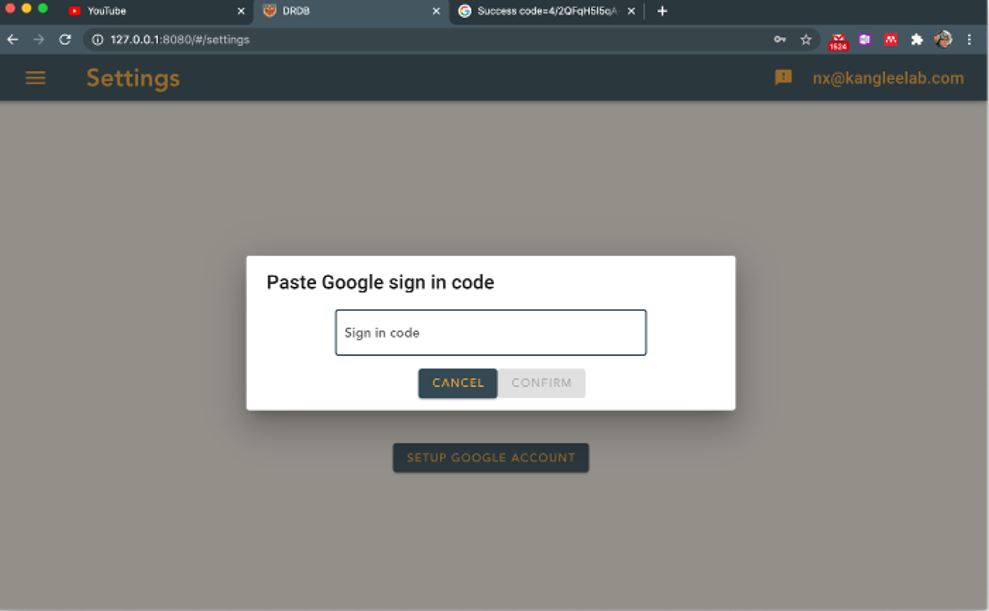 YouTube
DRDB
Success code=4/2QFqH5I5qA
127.0.0.1:8080/#/settings
1524
Settings
nx@kangleelab.com
Paste Google sign in code
Sign in code
CANCEL
CONFIRM
SETUP GOOGLE ACCOUNT